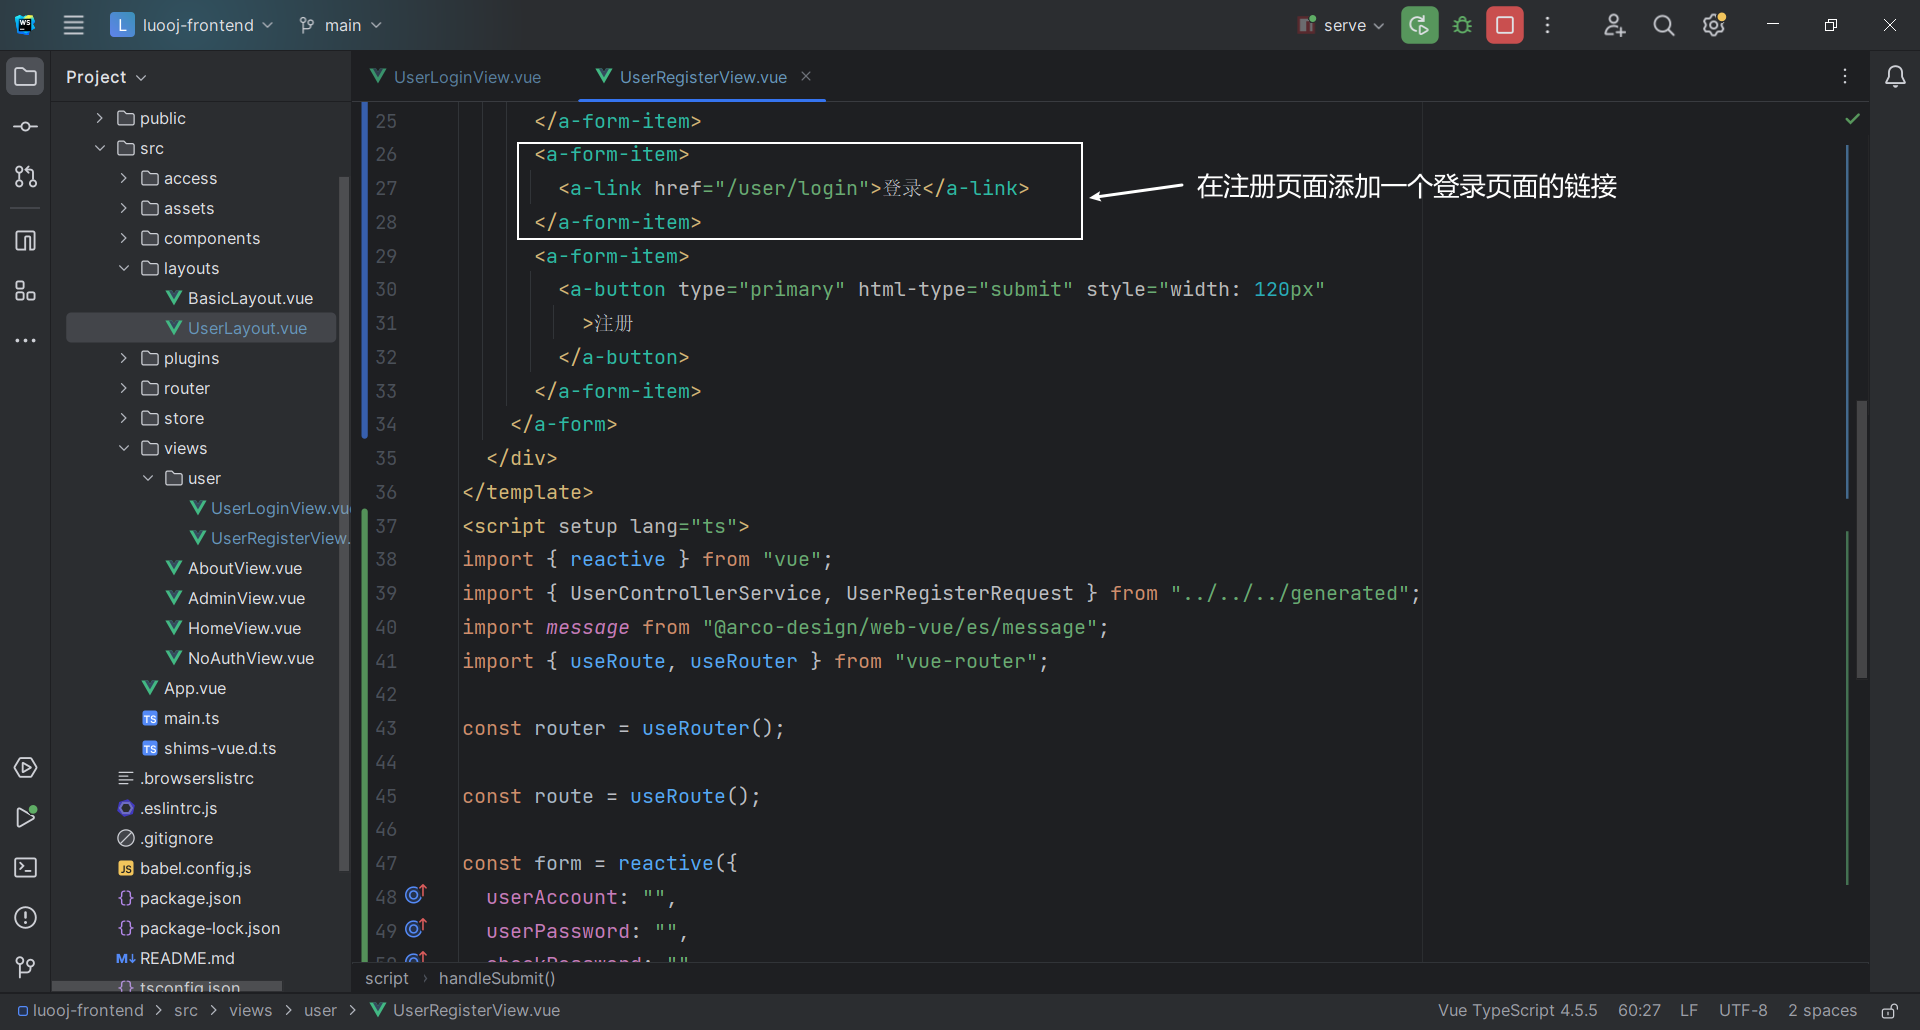 L luooj-frontend main serve
Project
UserLoginView.vue UserRegisterView.vue
public
src
access
assets
components
layouts
BasicLayout.vue
UserLayout.vue
plugins
router
store
views
user
UserLoginView.vue
UserRegisterView.
AboutView.vue
AdminView.vue
HomeView.vue
NoAuthView.vue
App.vue
main.ts
shims-vue.d.ts
.browserslistrc
.eslintrc.js
.gitignore
babel.config.js
package.json
package-lock.json
README.md
tsconfig.json
25 </a-form-item>
26 <a-form-item>
27 <a-link href="/user/login">登录</a-link>
28 </a-form-item>
29 <a-form-item>
30 <a-button type="primary" html-type="submit" style="width: 120px"
31 >注册
32 </a-button>
33 </a-form-item>
34 </a-form>
35 </div>
36 </template>
37 <script setup lang="ts">
38 import { reactive } from "vue";
39 import { UserControllerService, UserRegisterRequest } from "../../../generated";
40 import message from "@arco-design/web-vue/es/message";
41 import { useRoute, useRouter } from "vue-router";
42
43 const router = useRouter();
44
45 const route = useRoute();
46
47 const form = reactive({
48 userAccount: "",
49 userPassword: "",
50 checkPassword: ""
在注册页面添加一个登录页面的链接
script › handleSubmit()
luooj-frontend > src > views > user > UserRegisterView.vue
Vue TypeScript 4.5.5 60:27 LF UTF-8 2 spaces